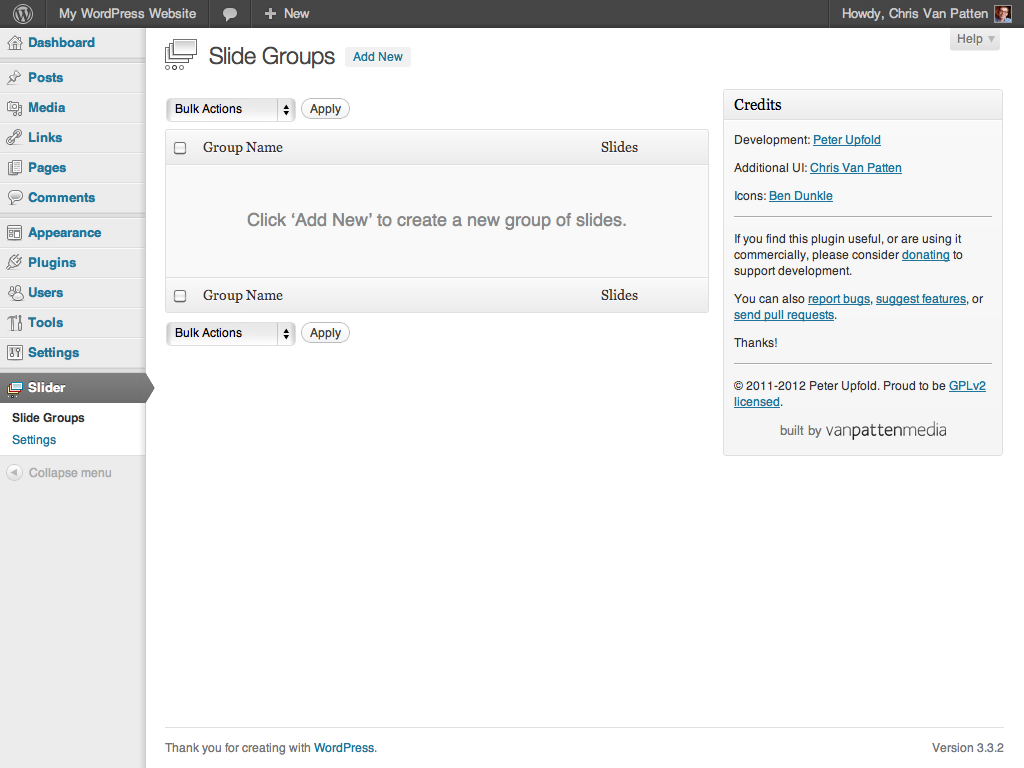 My WordPress Website
New
Howdy, Chris Van Patten
Help
Dashboard
Posts
Media
Links
Pages
Comments
Appearance
Plugins
Users
Tools
Settings
Slider
Slide Groups
Settings
Collapse menu
Slide Groups
Add New
Bulk Actions
Apply
Group Name
Slides
Click ‘Add New’ to create a new group of slides.
Group Name
Slides
Bulk Actions
Apply
Credits
Development: Peter Upfold
Additional UI: Chris Van Patten
Icons: Ben Dunkle
If you find this plugin useful, or are using it
commercially, please consider donating to
support development.
You can also report bugs, suggest features, or
send pull requests.
Thanks!
© 2011-2012 Peter Upfold. Proud to be GPLv2
licensed.
built by vanpattenmedia
Thank you for creating with WordPress.
Version 3.3.2